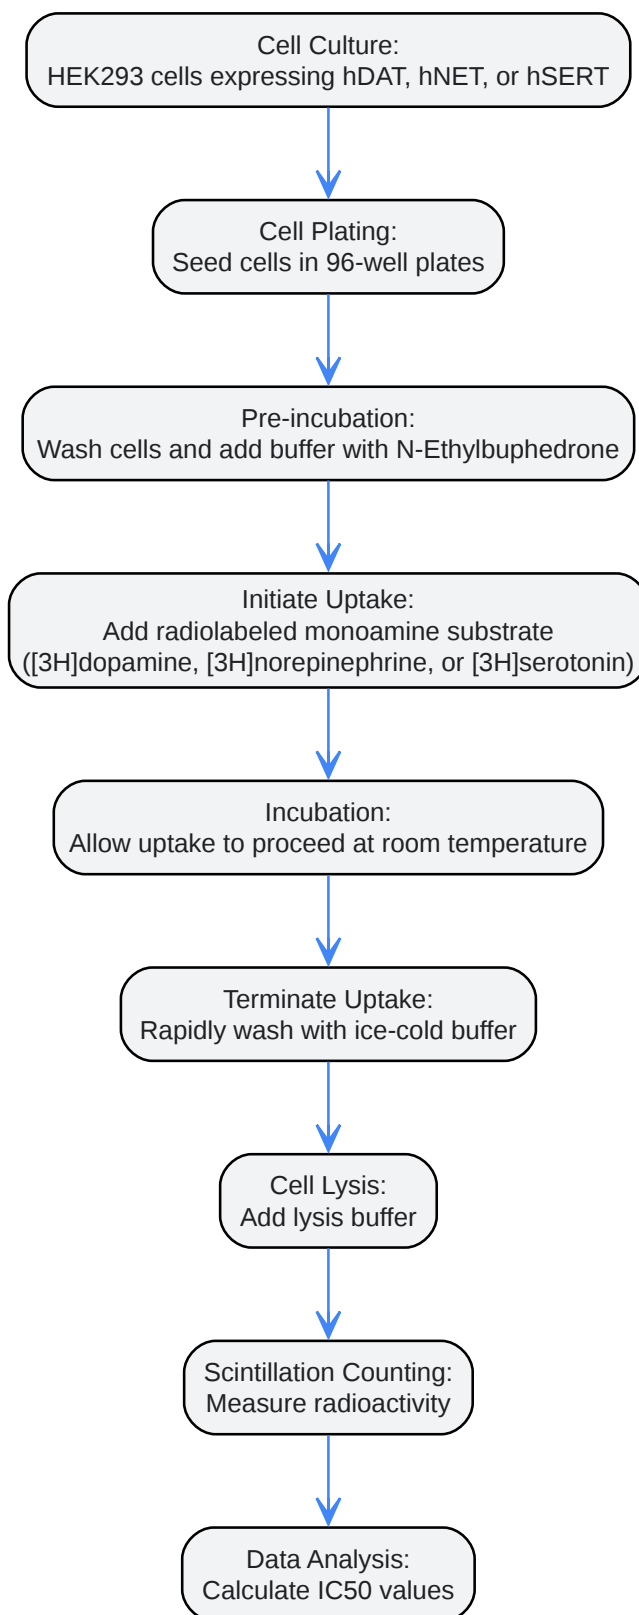 Cell Culture:
HEK293 cells expressing hDAT, hNET, or hSERT
Cell Plating:
Seed cells in 96-well plates
Pre-incubation:
Wash cells and add buffer with N-Ethylbuphedrone
Initiate Uptake:
Add radiolabeled monoamine substrate
([3H]dopamine, [3H]norepinephrine, or [3H]serotonin)
Incubation:
Allow uptake to proceed at room temperature
Terminate Uptake:
Rapidly wash with ice-cold buffer
Cell Lysis:
Add lysis buffer
Scintillation Counting:
Measure radioactivity
Data Analysis:
Calculate IC50 values